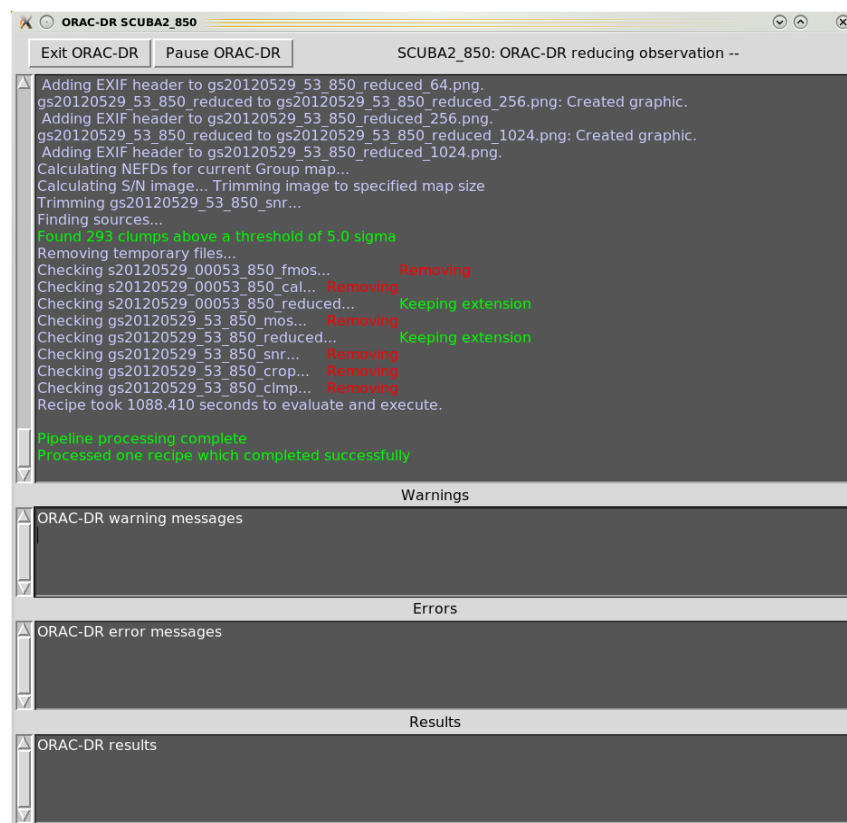 ORAC-DR SCUBA2_850
Exit ORAC-DR Pause ORAC-DR SCUBA2_850: ORAC-DR reducing observation --
Adding EXIF header to gs20120529_53_850_reduced_64.png.
gs20120529_53_850_reduced to gs20120529_53_850_reduced_256.png: Created graphic.
Adding EXIF header to gs20120529_53_850_reduced_256.png.
gs20120529_53_850_reduced to gs20120529_53_850_reduced_1024.png: Created graphic.
Adding EXIF header to gs20120529_53_850_reduced_1024.png.
Calculating NEFDs for current Group map...
Calculating S/N image... Trimming image to specified map size
Trimming gs20120529_53_850_snr...
Finding sources...
Found 293 clumps above a threshold of 5.0 sigma
Removing temporary files...
Checking s20120529_00053_850_fmos... Removing
Checking s20120529_00053_850_cal... Removing
Checking s20120529_00053_850_reduced... Keeping extension
Checking gs20120529_53_850_mos... Removing
Checking gs20120529_53_850_reduced... Keeping extension
Checking gs20120529_53_850_snr... Removing
Checking gs20120529_53_850_crop... Removing
Checking gs20120529_53_850_clmp... Removing
Recipe took 1088.410 seconds to evaluate and execute.
Pipeline processing complete
Processed one recipe which completed successfully
Warnings
ORAC-DR warning messages
Errors
ORAC-DR error messages
Results
ORAC-DR results